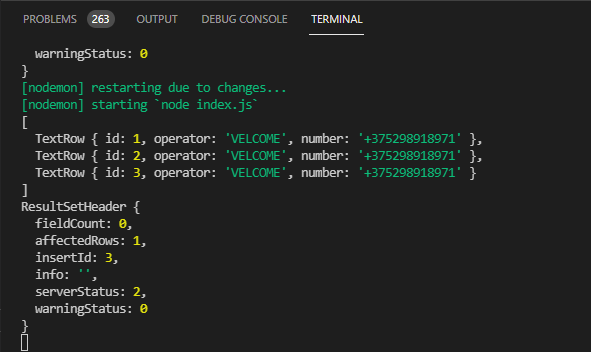 PROBLEMS 263 OUTPUT DEBUG CONSOLE TERMINAL
warningStatus: 0
}
[nodemon] restarting due to changes...
[nodemon] starting `node index.js`
[
TextRow { id: 1, operator: 'VELCOME', number: '+375298918971' },
TextRow { id: 2, operator: 'VELCOME', number: '+375298918971' },
TextRow { id: 3, operator: 'VELCOME', number: '+375298918971' }
]
ResultSetHeader {
fieldCount: 0,
affectedRows: 1,
insertId: 3,
info: '',
serverStatus: 2,
warningStatus: 0
}